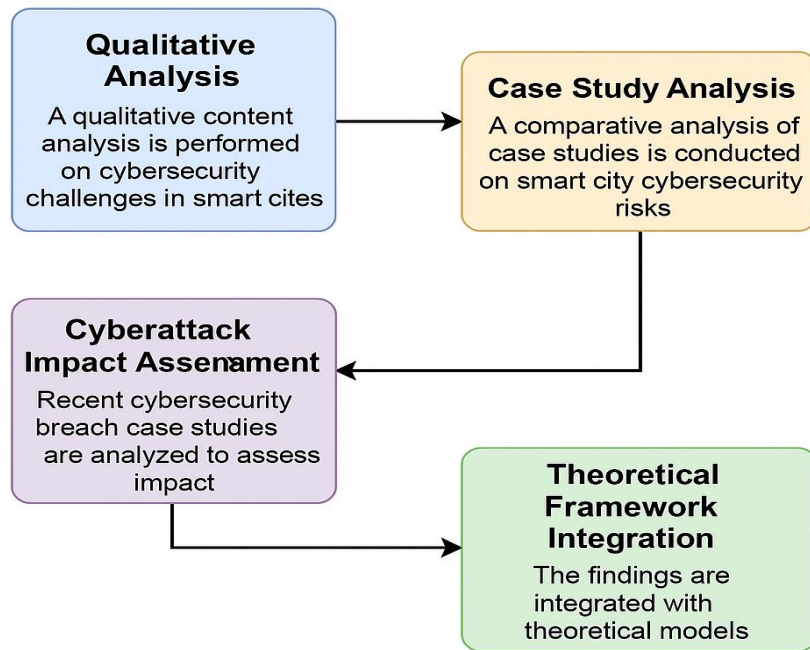 Qualitative
Analysis
A qualitative content
analysis is performed
on cybersecurity
challenges in smart cites
Case Study Analysis
A comparative analysis of
case studies is conducted
on smart city cybersecurity
risks
Cyberattack
Impact
Recent cybersecurity
breach case studies
are analyzed to assess
impact
Theoretical
Framework
Integration
The findings are
integrated with
theoretical models